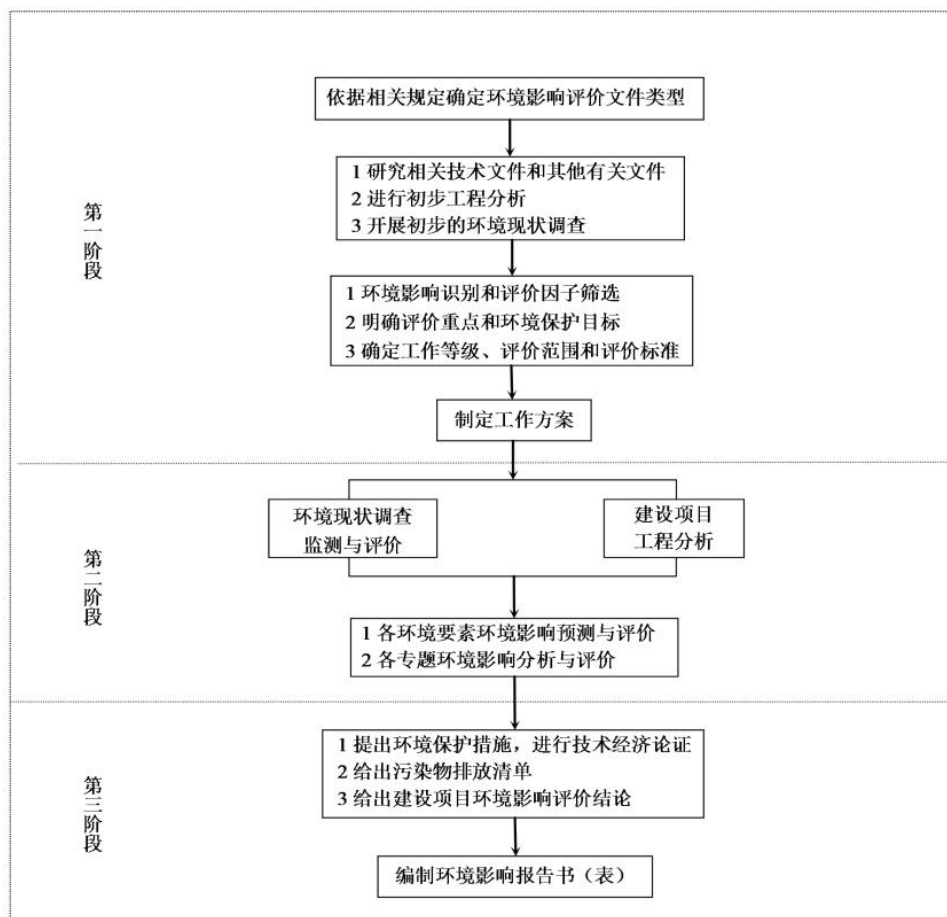 依据相关规定确定环境影响评价文件类型
1 研究相关技术文件和其他有关文件
2 进行初步工程分析
3 开展初步的环境现状调查
第一阶段
1 环境影响识别和评价因子筛选
2 明确评价重点和环境保护目标
3 确定工作等级、评价范围和评价标准
制定工作方案
第二阶段
环境现状调查
监测与评价
建设项目
工程分析
1 各环境要素环境影响预测与评价
2 各专题环境影响分析与评价
第三阶段
1 提出环境保护措施，进行技术经济论证
2 给出污染物排放清单
3 给出建设项目环境影响评价结论
编制环境影响报告书（表）